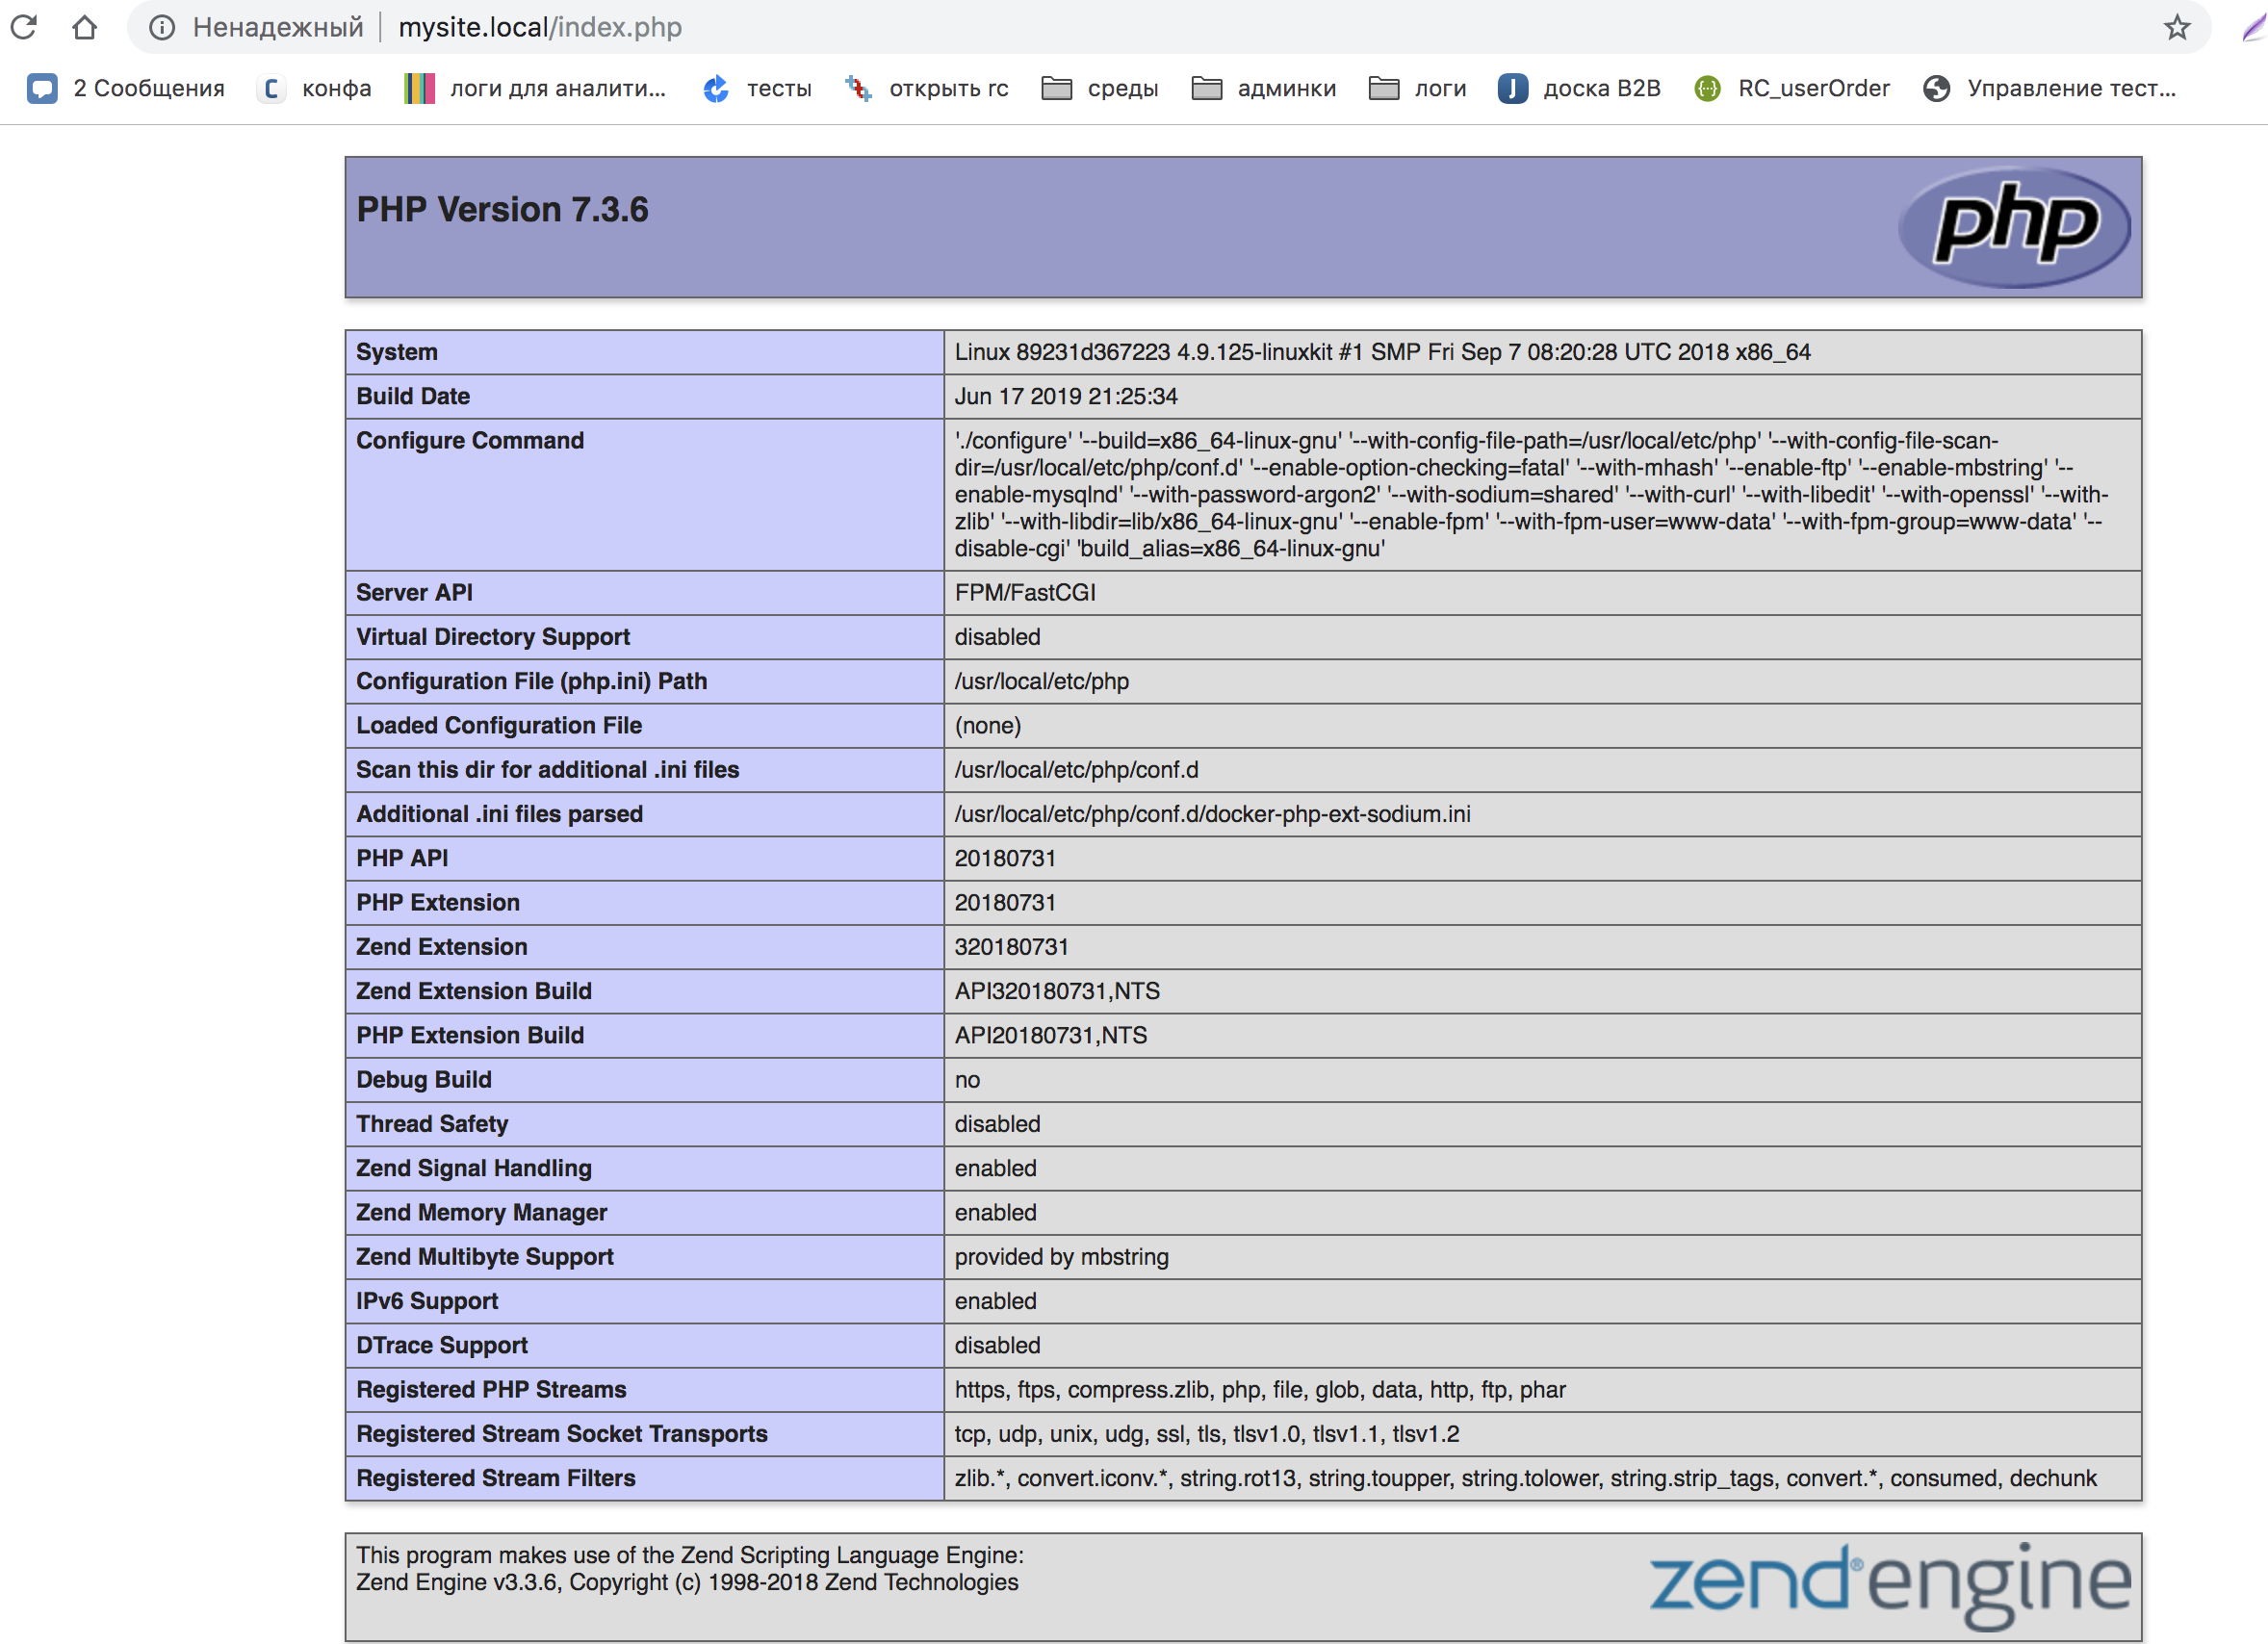 Ненадежный mysite.local/index.php
2 Сообщения C конфа логи для аналити... тесты открыть rc среды админки логи J доска B2B {··} RC_userOrder Управление тест...
PHP Version 7.3.6 php
System Linux 89231d367223 4.9.125-linuxkit #1 SMP Fri Sep 7 08:20:28 UTC 2018 x86_64
Build Date Jun 17 2019 21:25:34
Configure Command './configure' '--build=x86_64-linux-gnu' '--with-config-file-path=/usr/local/etc/php' '--with-config-file-scan-
dir=/usr/local/etc/php/conf.d' '--enable-option-checking=fatal' '--with-mhash' '--enable-ftp' '--enable-mbstring' '--
enable-mysqlnd' '--with-password-argon2' '--with-sodium=shared' '--with-curl' '--with-libedit' '--with-openssl' '--with-
zlib' '--with-libdir=lib/x86_64-linux-gnu' '--enable-fpm' '--with-fpm-user=www-data' '--with-fpm-group=www-data' '--
disable-cgi' 'build_alias=x86_64-linux-gnu'
Server API FPM/FastCGI
Virtual Directory Support disabled
Configuration File (php.ini) Path /usr/local/etc/php
Loaded Configuration File (none)
Scan this dir for additional .ini files /usr/local/etc/php/conf.d
Additional .ini files parsed /usr/local/etc/php/conf.d/docker-php-ext-sodium.ini
PHP API 20180731
PHP Extension 20180731
Zend Extension 320180731
Zend Extension Build API320180731,NTS
PHP Extension Build API20180731,NTS
Debug Build no
Thread Safety disabled
Zend Signal Handling enabled
Zend Memory Manager enabled
Zend Multibyte Support provided by mbstring
IPv6 Support enabled
DTrace Support disabled
Registered PHP Streams https, ftps, compress.zlib, php, file, glob, data, http, ftp, phar
Registered Stream Socket Transports tcp, udp, unix, udg, ssl, tls, tlsv1.0, tlsv1.1, tlsv1.2
Registered Stream Filters zlib.*, convert.iconv.*, string.rot13, string.toupper, string.tolower, string.strip_tags, convert.*, consumed, dechunk
This program makes use of the Zend Scripting Language Engine:
Zend Engine v3.3.6, Copyright (c) 1998-2018 Zend Technologies
zend® engine